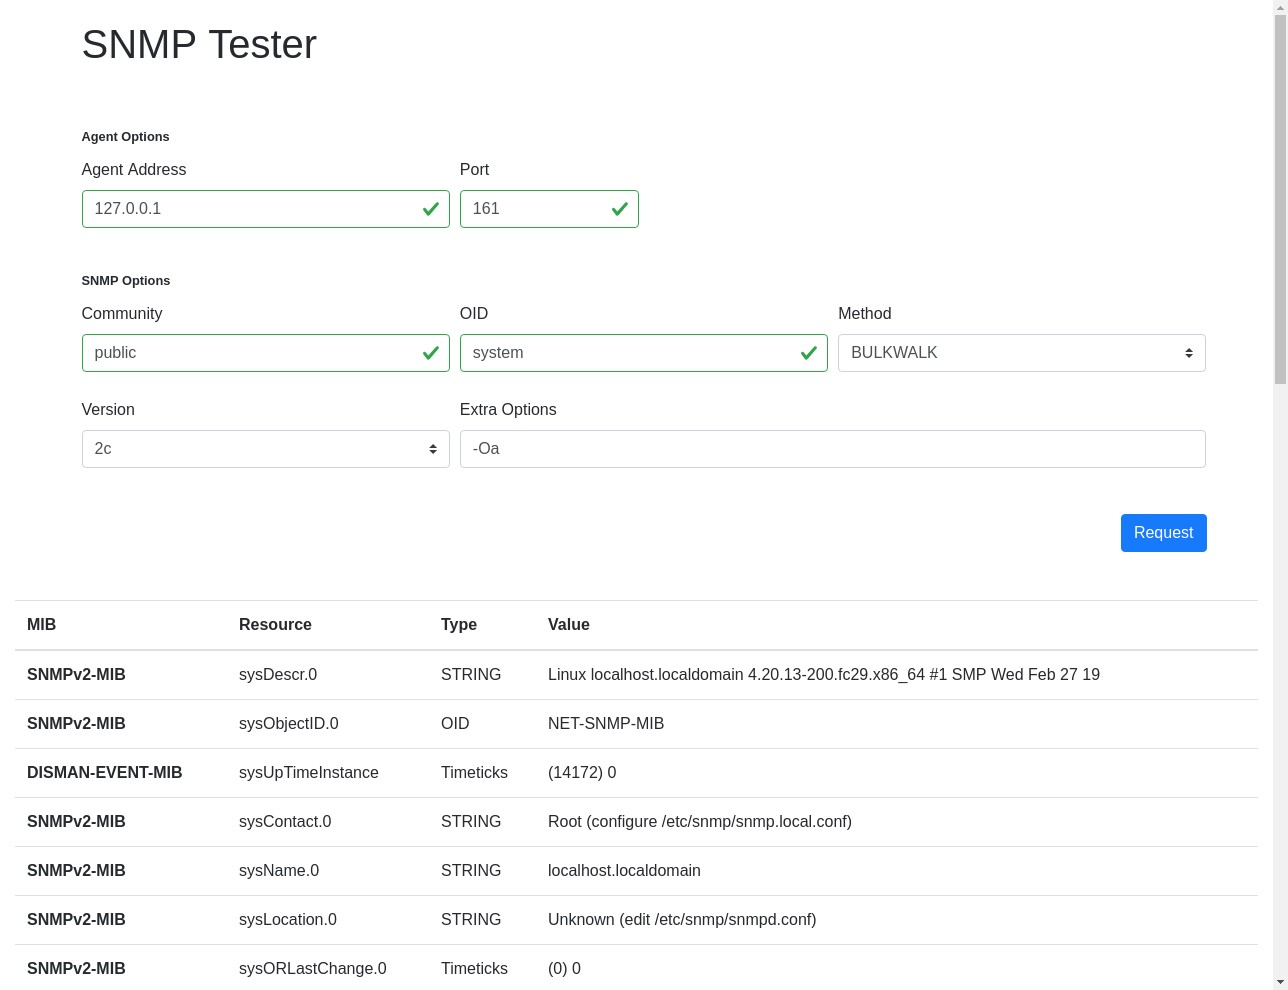 SNMP Tester
Agent Options
Agent Address Port
127.0.0.1 161
SNMP Options
Community OID Method
public system BULKWALK
Version Extra Options
2c -Oa
Request
MIB Resource Type Value
SNMPv2-MIB sysDescr.0 STRING Linux localhost.localdomain 4.20.13-200.fc29.x86_64 #1 SMP Wed Feb 27 19
SNMPv2-MIB sysObjectID.0 OID NET-SNMP-MIB
DISMAN-EVENT-MIB sysUpTimeInstance Timeticks (14172) 0
SNMPv2-MIB sysContact.0 STRING Root (configure /etc/snmp/snmp.local.conf)
SNMPv2-MIB sysName.0 STRING localhost.localdomain
SNMPv2-MIB sysLocation.0 STRING Unknown (edit /etc/snmp/snmpd.conf)
SNMPv2-MIB sysORLastChange.0 Timeticks (0) 0